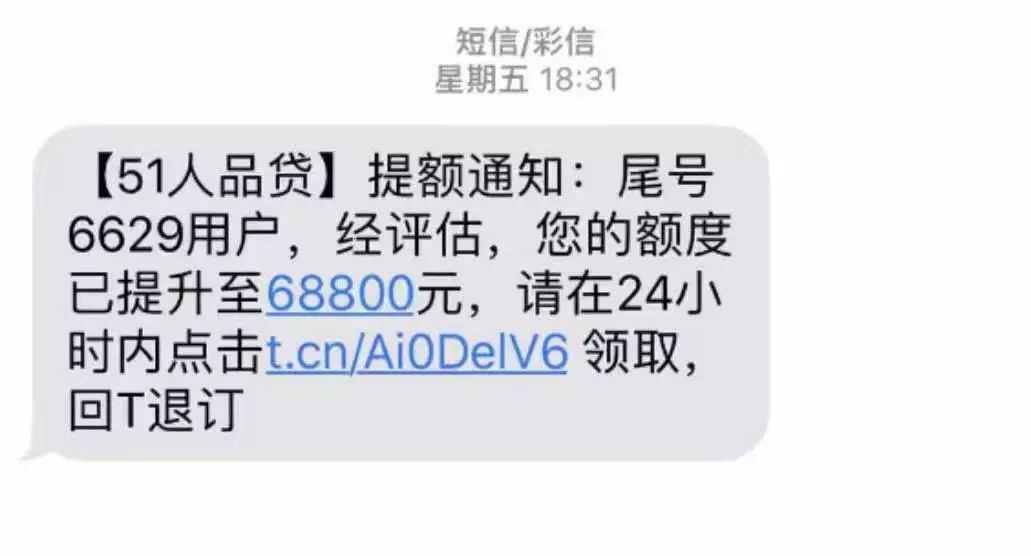 短信/彩信
星期五 18:31
【51人品贷】提额通知：尾号
6629用户，经评估，您的额度
已提升至68800元，请在24小
时内点击t.cn/Ai0DelV6 领取，
回T退订